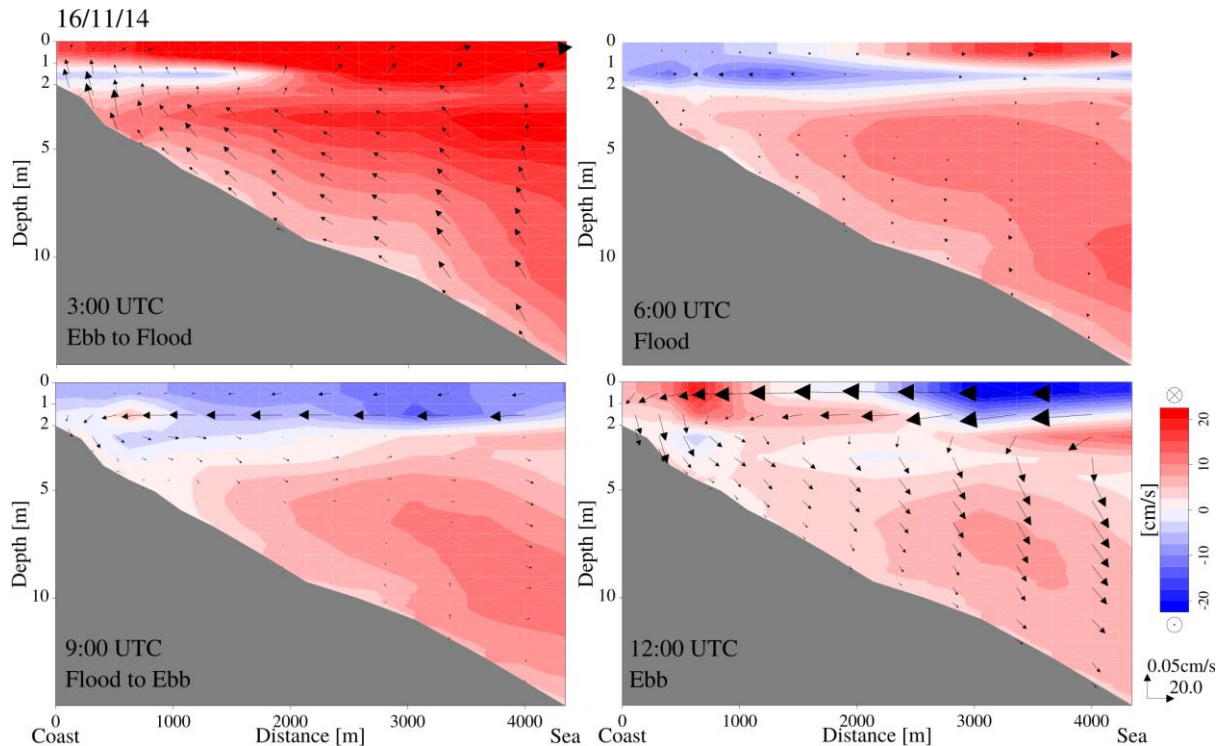 16/11/14
0
1
2
5
10
Depth [m]
3:00 UTC
Ebb to Flood
0
1
2
5
10
Depth [m]
6:00 UTC
Flood
0
1
2
5
10
Depth [m]
9:00 UTC
Flood to Ebb
0 1000 2000 3000 4000
Coast Distance [m] Sea
0
1
2
5
10
Depth [m]
12:00 UTC
Ebb
0 1000 2000 3000 4000
Coast Distance [m] Sea
20
10
0
-10
-20
[cm/s]
0.05cm/s
20.0